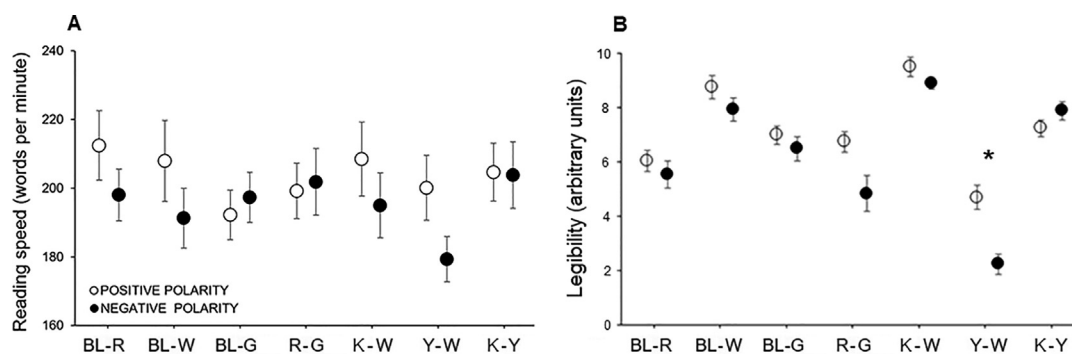 A
Reading speed (words per minute)
240
220
200
180
160
POSITIVE POLARITY
NEGATIVE POLARITY
BL-R BL-W BL-G R-G K-W Y-W K-Y
B
Legibility (arbitrary units)
10
8
6
4
2
0
*
BL-R BL-W BL-G R-G K-W Y-W K-Y